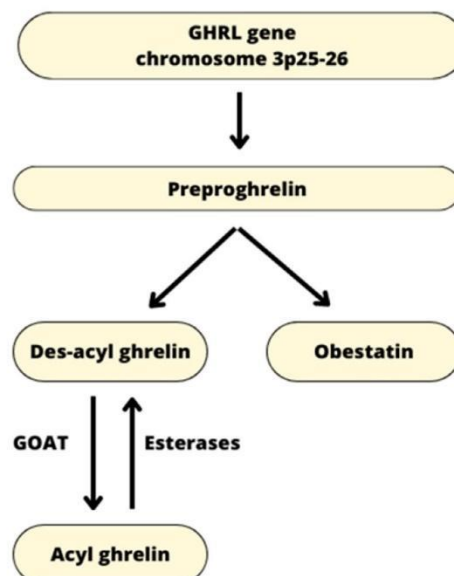 GHRL gene
chromosome 3p25-26
Preproghrelin
Des-acyl ghrelin
Obestatin
GOAT
Esterases
Acyl ghrelin